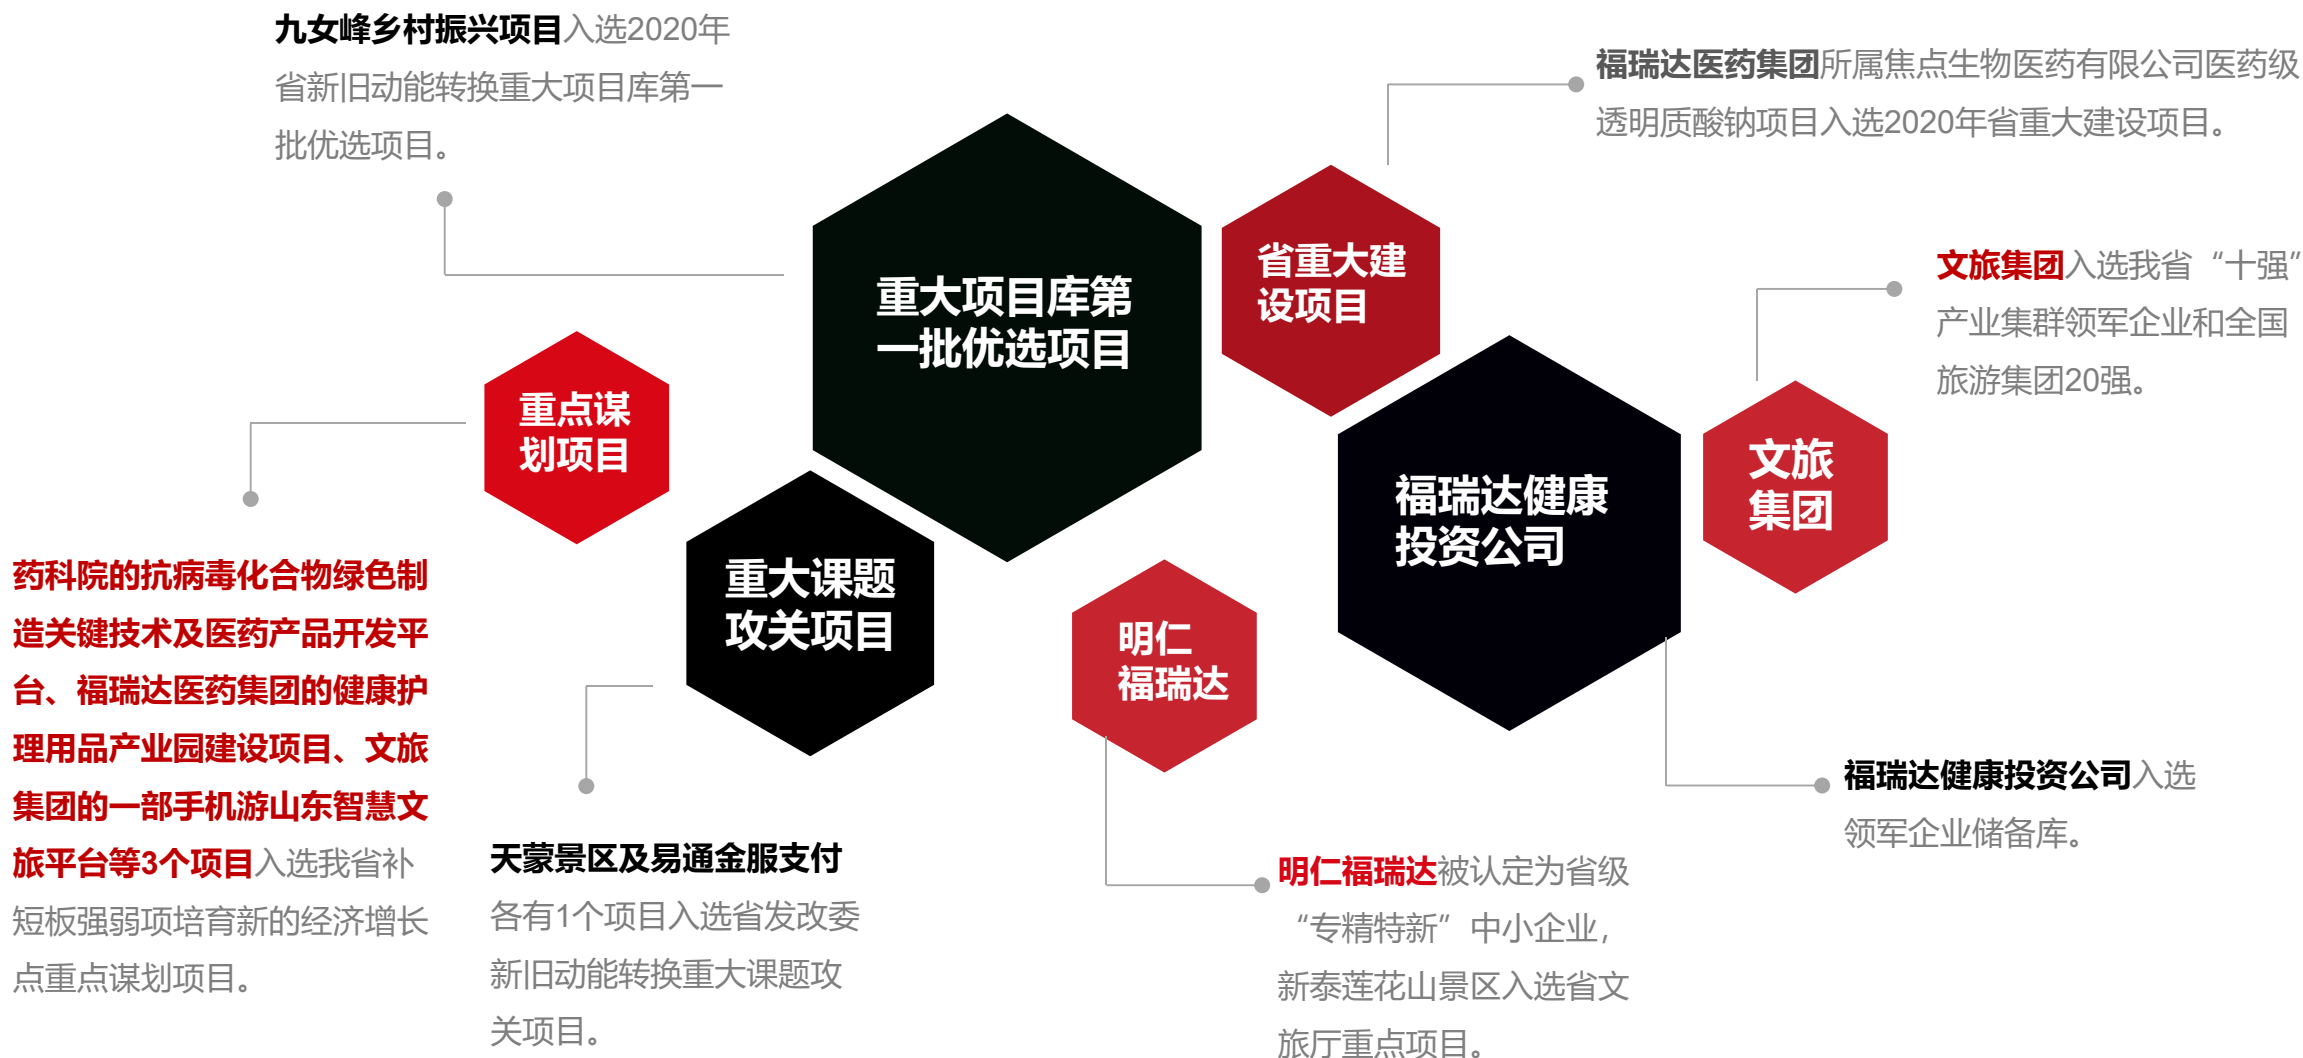 九女峰乡村振兴项目入选2020年
省新旧动能转换重大项目库第一
批优选项目。
福瑞达医药集团所属焦点生物医药有限公司医药级
透明质酸钠项目入选2020年省重大建设项目。
重大项目库第
一批优选项目
省重大建
设项目
文旅集团入选我省“十强”
产业集群领军企业和全国
旅游集团20强。
重点谋
划项目
重大课题
攻关项目
明仁
福瑞达
福瑞达健康
投资公司
文旅
集团
药科院的抗病毒化合物绿色制
造关键技术及医药产品开发平
台、福瑞达医药集团的健康护
理用品产业园建设项目、文旅
集团的一部手机游山东智慧文
旅平台等3个项目入选我省补
短板强弱项培育新的经济增长
点重点谋划项目。
天蒙景区及易通金服支付
各有1个项目入选省发改委
新旧动能转换重大课题攻
关项目。
明仁福瑞达被认定为省级
“专精特新”中小企业，
新泰莲花山景区入选省文
旅厅重点项目。
福瑞达健康投资公司入选
领军企业储备库。